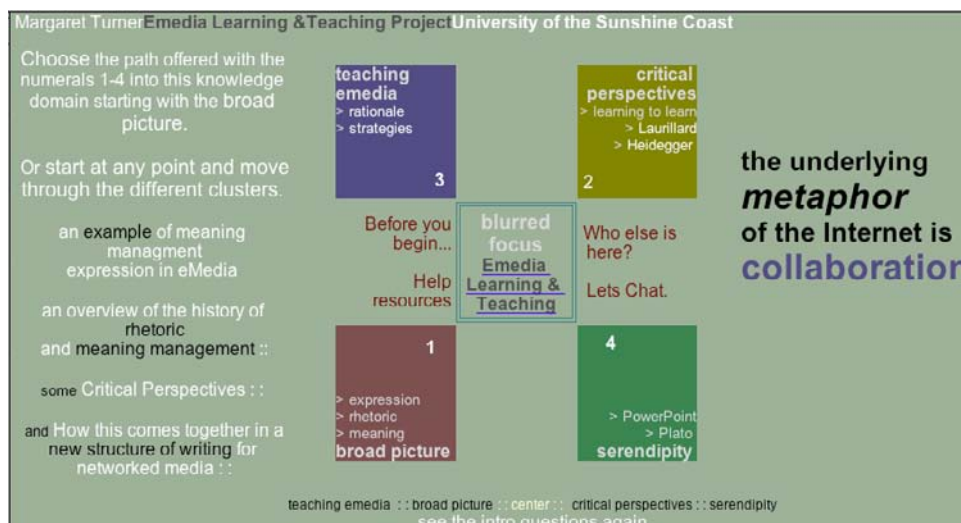 Margaret Turner Emedia Learning &Teaching Project University of the Sunshine Coast
Choose the path offered with the
numerals 1-4 into this knowledge
domain starting with the broad
picture.
Or start at any point and move
through the different clusters.
an example of meaning
managment
expression in eMedia
an overview of the history of
rhetoric
and meaning management ::
some Critical Perspectives : :
and How this comes together in a
new structure of writing for
networked media : :
teaching
emedia
> rationale
> strategies
3
critical
perspectives
> learning to learn
> Laurillard
> Heidegger
2
Before you
begin...
Help
resources
blurred
focus
Emedia
Learning &
Teaching
Who else is
here?
Lets Chat.
1
> expression
> rhetoric
> meaning
broad picture
4
> PowerPoint
> Plato
serendipity
the underlying
metaphor
of the Internet is
collaboration
teaching emedia : : broad picture : : center : : critical perspectives : : serendipity
see the intro questions again